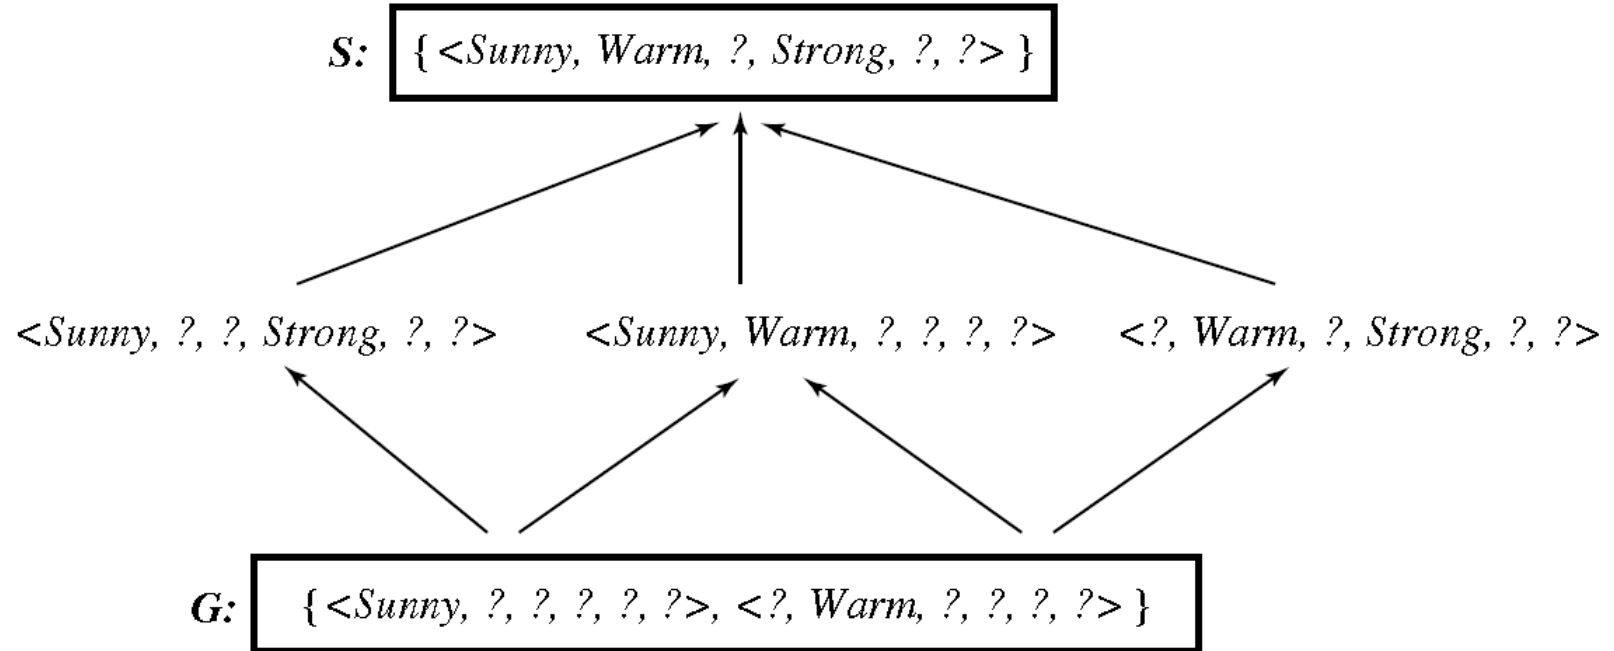 S: { <Sunny, Warm, ?, Strong, ?, ?> }
<Sunny, ?, ?, Strong, ?, ?> <Sunny, Warm, ?, ?, ?, ?> <?, Warm, ?, Strong, ?, ?>
G: { <Sunny, ?, ?, ?, ?, ?>, <?, Warm, ?, ?, ?, ?> }